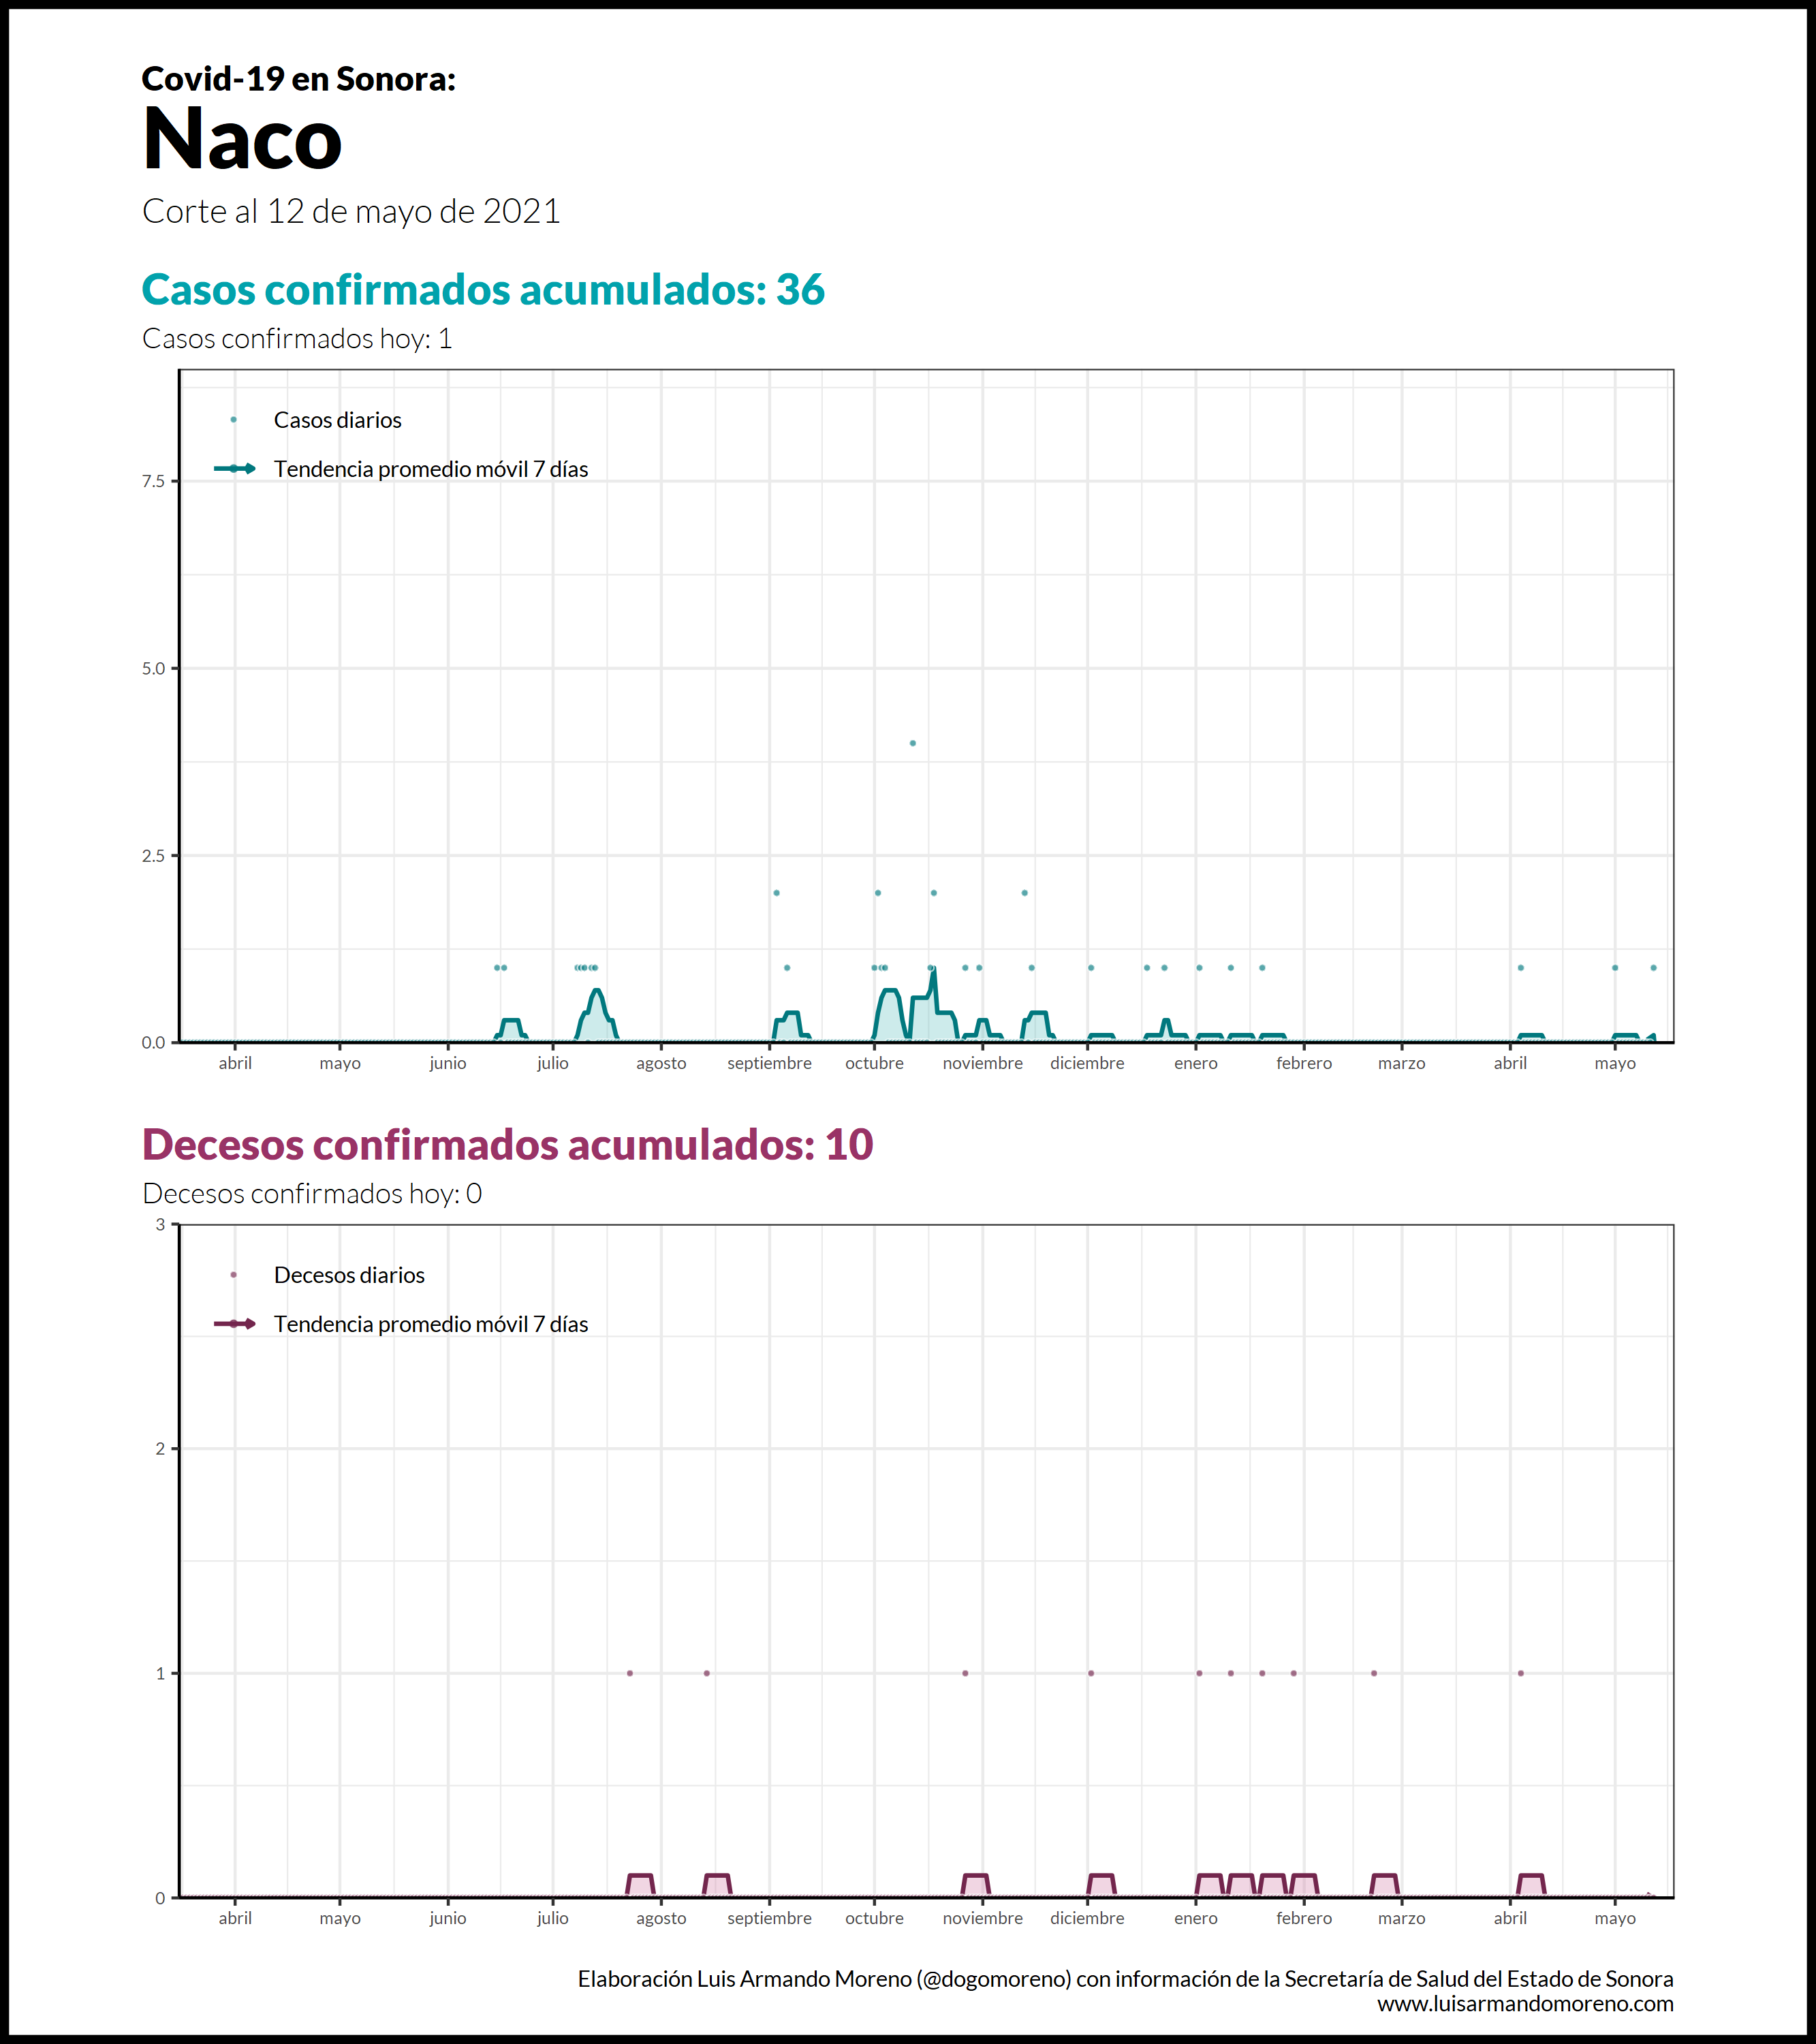 Covid-19 en Sonora:
Naco
Corte al 12 de mayo de 2021
Casos confirmados acumulados: 36
Casos confirmados hoy: 1
Casos diarios
Tendencia promedio móvil 7 días
7.5
5.0
2.5
0.0
abril mayo junio julio agosto septiembre octubre noviembre diciembre enero febrero marzo abril mayo
Decesos confirmados acumulados: 10
Decesos confirmados hoy: 0
3
Decesos diarios
Tendencia promedio móvil 7 días
2
1
0
abril mayo junio julio agosto septiembre octubre noviembre diciembre enero febrero marzo abril mayo
Elaboración Luis Armando Moreno (@dogomoreno) con información de la Secretaría de Salud del Estado de Sonora
www.luisarmandomoreno.com